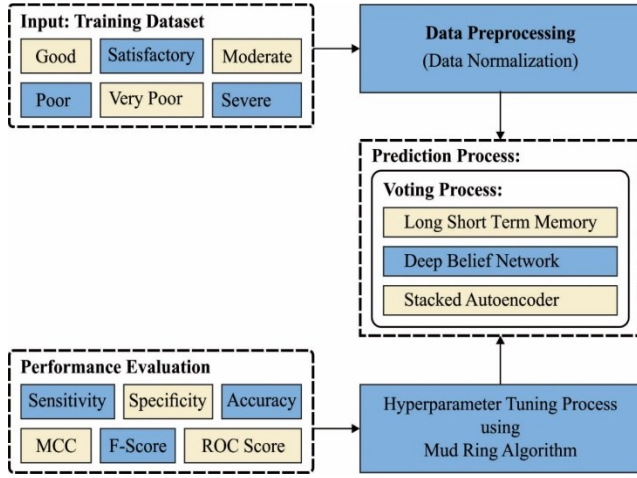 Input: Training Dataset
Good
Satisfactory
Moderate
Poor
Very Poor
Severe
Data Preprocessing
(Data Normalization)
Prediction Process:
Voting Process:
Long Short Term Memory
Deep Belief Network
Stacked Autoencoder
Performance Evaluation
Sensitivity
Specificity
Accuracy
MCC
F-Score
ROC Score
Hyperparameter Tuning Process
using
Mud Ring Algorithm